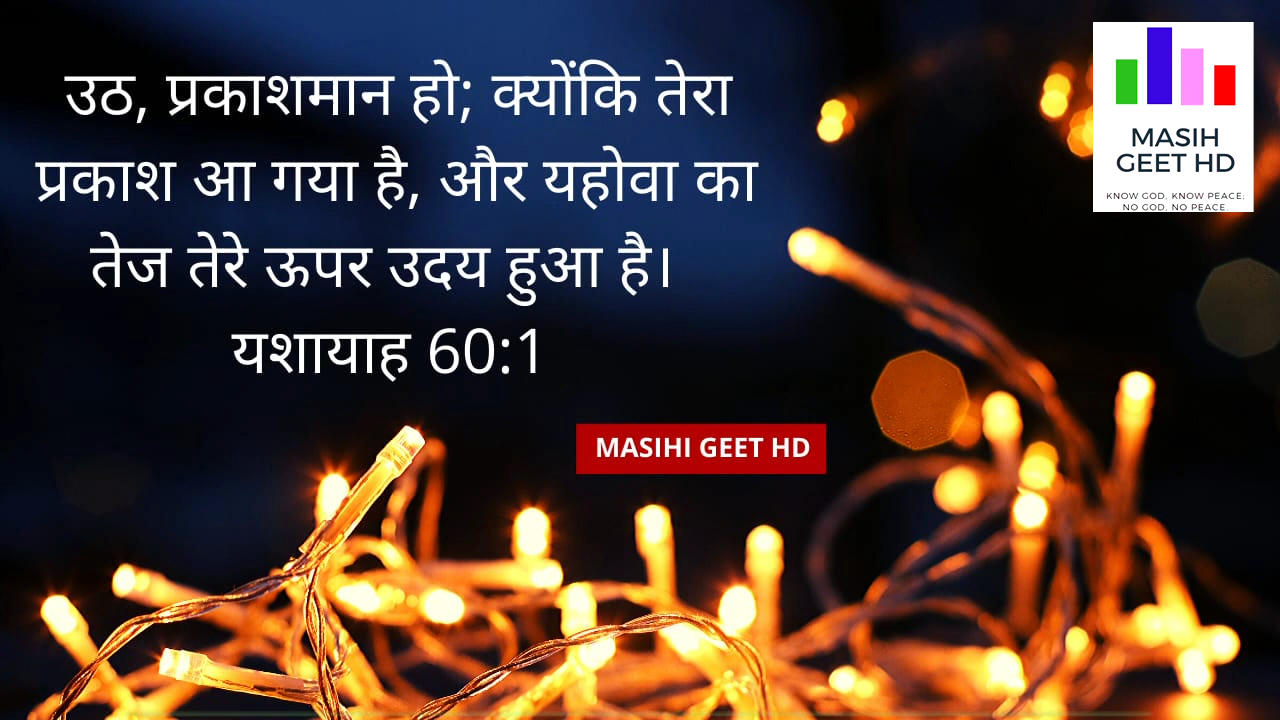 उठ, प्रकाशमान हो; क्योंकि तेरा
प्रकाश आ गया है, और यहोवा का
तेज तेरे ऊपर उदय हुआ है।
यशायाह 60:1
MASIH
GEET HD
KNOW GOD, KNOW PEACE;
NO GOD, NO PEACE.
MASIHI GEET HD